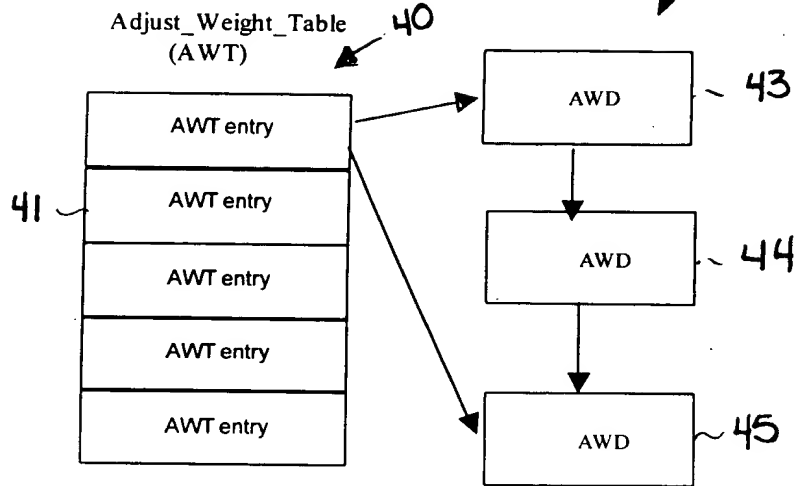 Adjust_Weight_Table
(AWT)
40
AWT entry
41
AWT entry
AWT entry
AWT entry
AWT entry
AWD
43
AWD
44
AWD
45